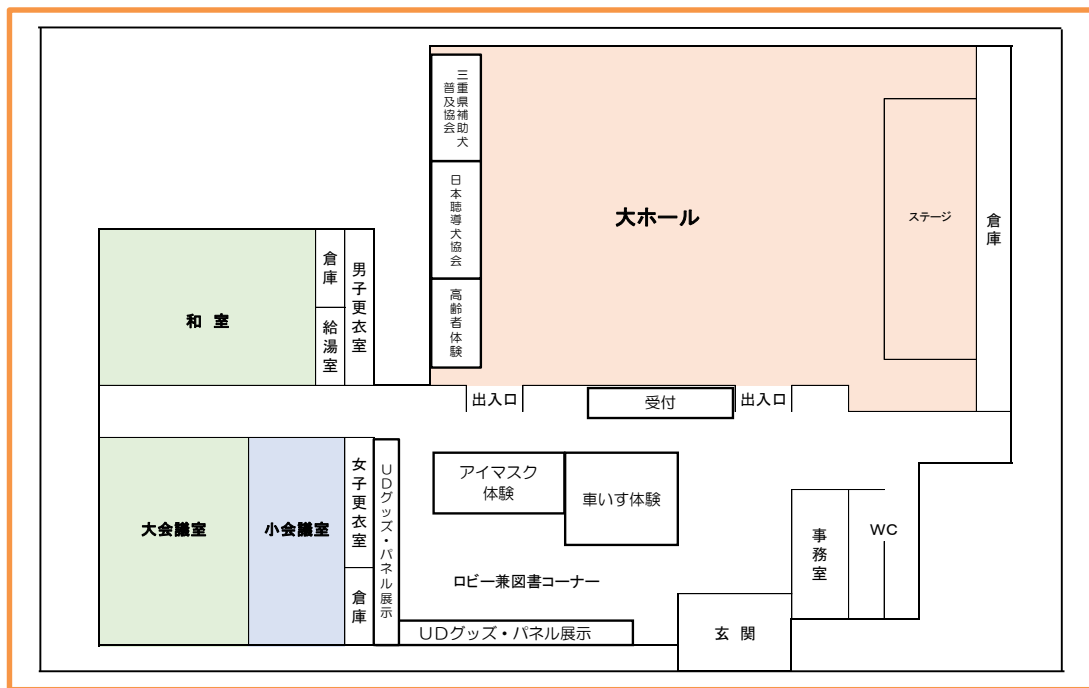 三重県補助犬
普及協会
日本聴導犬協会
高齢者体験
大ホール
ステージ
倉庫
和 室
倉庫
給湯室
男子更衣室
出入口
受付
出入口
大会議室
小会議室
女子更衣室
倉庫
UDグッズ・パネル展示
アイマスク
体験
車いす体験
ロビー兼図書コーナー
UDグッズ・パネル展示
玄 関
事務室
WC